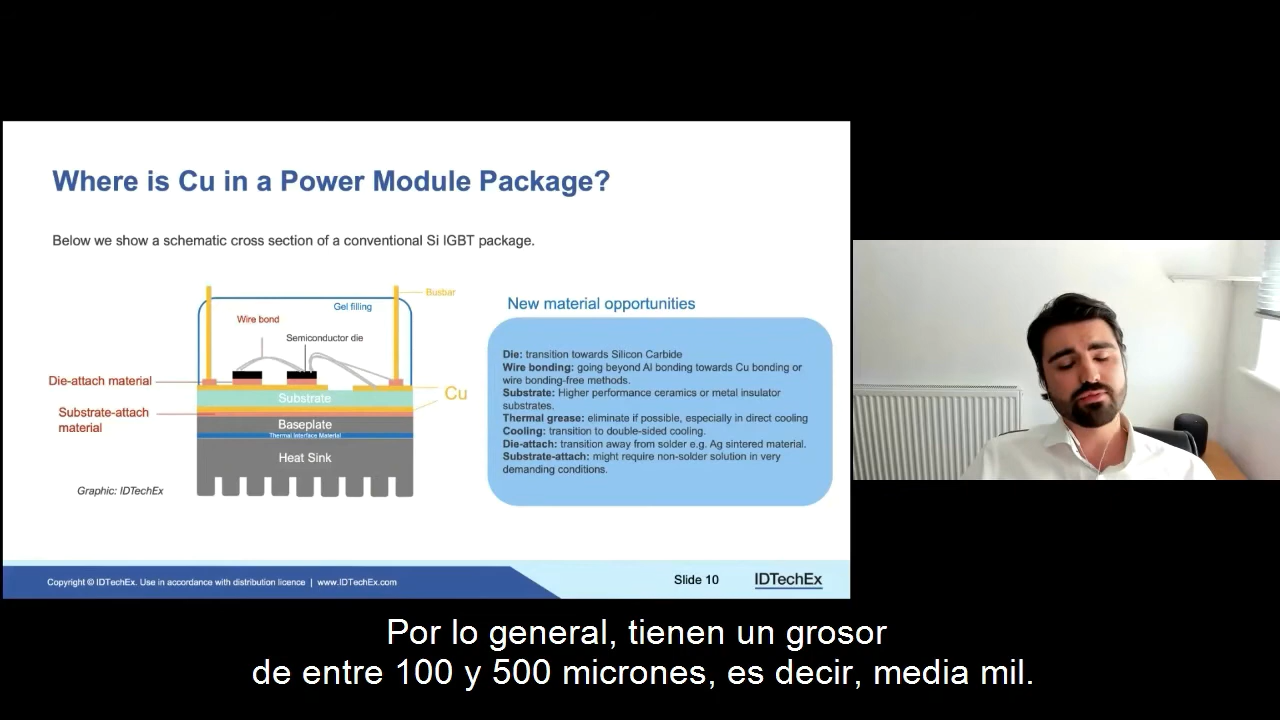 Where is Cu in a Power Module Package?
Below we show a schematic cross section of a conventional Si IGBT package.
Busbar
Gel filling
Wire bond
Semiconductor die
Die-attach material
Cu
Substrate
Substrate-attach
material
Baseplate
Thermal Interface Material
Heat Sink
Graphic: IDTechEx
New material opportunities
Die: transition towards Silicon Carbide
Wire bonding: going beyond Al bonding towards Cu bonding or
wire bonding-free methods.
Substrate: Higher performance ceramics or metal insulator
substrates.
Thermal grease: eliminate if possible, especially in direct cooling
Cooling: transition to double-sided cooling.
Die-attach: transition away from solder e.g. Ag sintered material.
Substrate-attach: might require non-solder solution in very
demanding conditions.
Copyright © IDTechEx. Use in accordance with distribution licence | www.IDTechEx.com
Slide 10
IDTechEx
Por lo general, tienen un grosor
de entre 100 y 500 micrones, es decir, media mil.